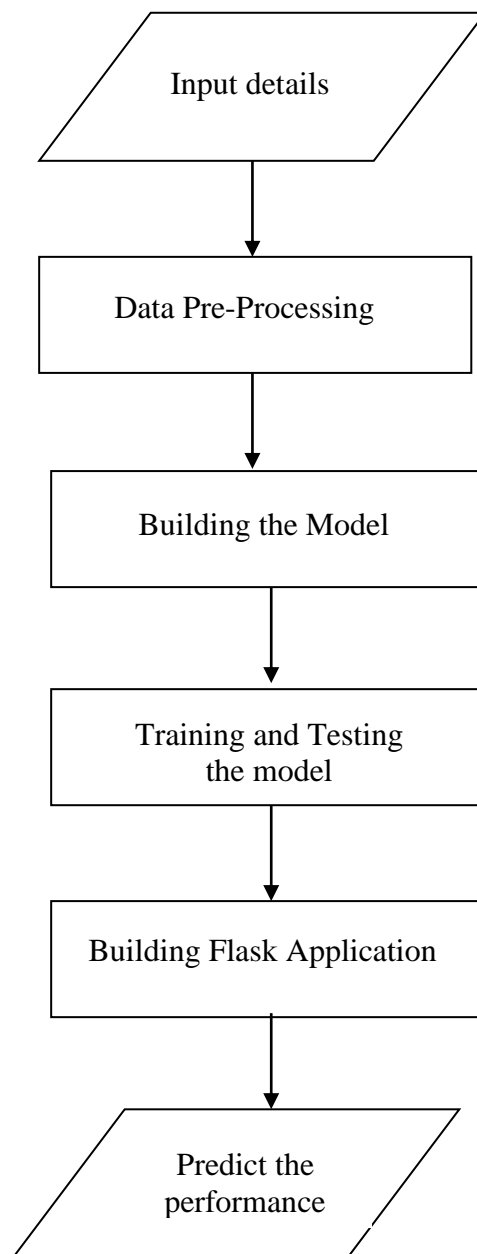 Input details
Data Pre-Processing
Building the Model
Training and Testing
the model
Building Flask Application
Predict the
performance